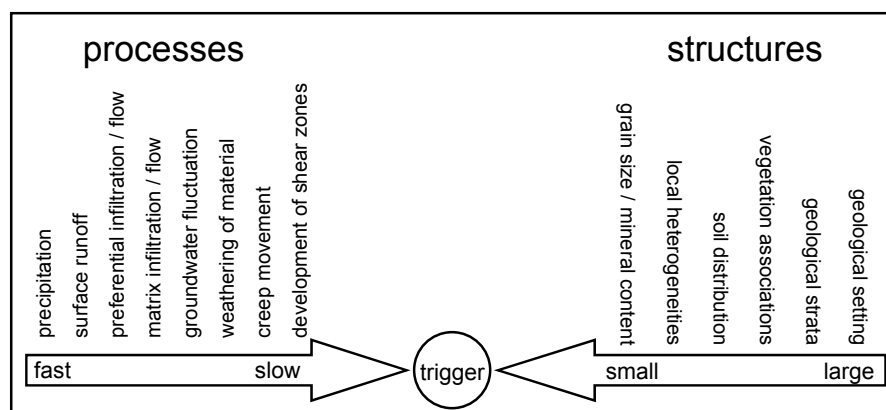 processes
structures
precipitation
surface runoff
preferential infiltration / flow
matrix infiltration / flow
groundwater fluctuation
weathering of material
creep movement
development of shear zones
grain size / mineral content
local heterogeneities
soil distribution
vegetation associations
geological strata
geological setting
fast
slow
trigger
small
large